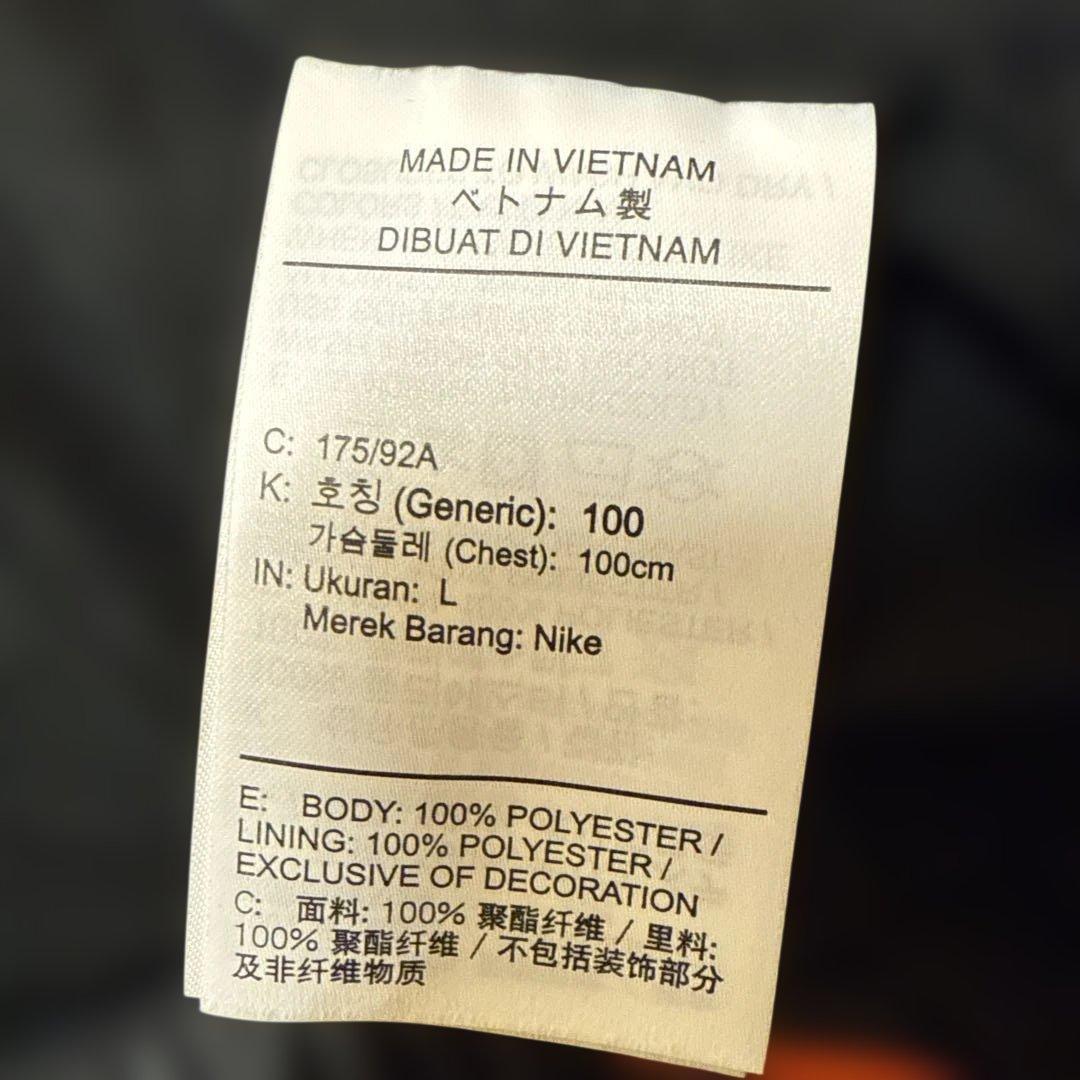 MADE IN VIETNAM
ベトナム製
DIBUAT DI VIETNAM
C: 175/92A
K: 호칭 (Generic): 100
가슴둘레 (Chest): 100cm
IN: Ukuran: L
Merek Barang: Nike
E: BODY: 100% POLYESTER /
LINING: 100% POLYESTER /
EXCLUSIVE OF DECORATION
C: 面料: 100% 聚酯纤维 / 里料:
100% 聚酯纤维 / 不包括装饰部分
及非纤维物质